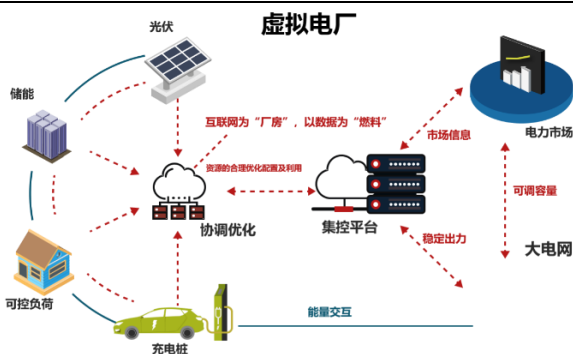 虚拟电厂
光伏
储能
互联网为“厂房”，以数据为“燃料”
市场信息
电力市场
资源的合理优化配置及利用
可调容量
协调优化
集控平台
稳定出力
大电网
可控负荷
能量交互
充电桩